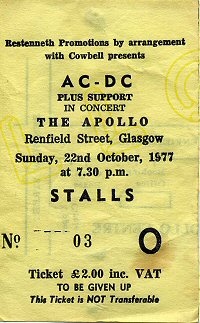 Restenneth Promotions by arrangement
with Cowbell presents
AC-DC
PLUS SUPPORT
IN CONCERT
THE APOLLO
Renfield Street, Glasgow
Sunday, 22nd October, 1977
at 7.30 p.m.
STALLS
No ---- 03 O
Ticket £2.00 inc. VAT
TO BE GIVEN UP
This Ticket is NOT Transferable